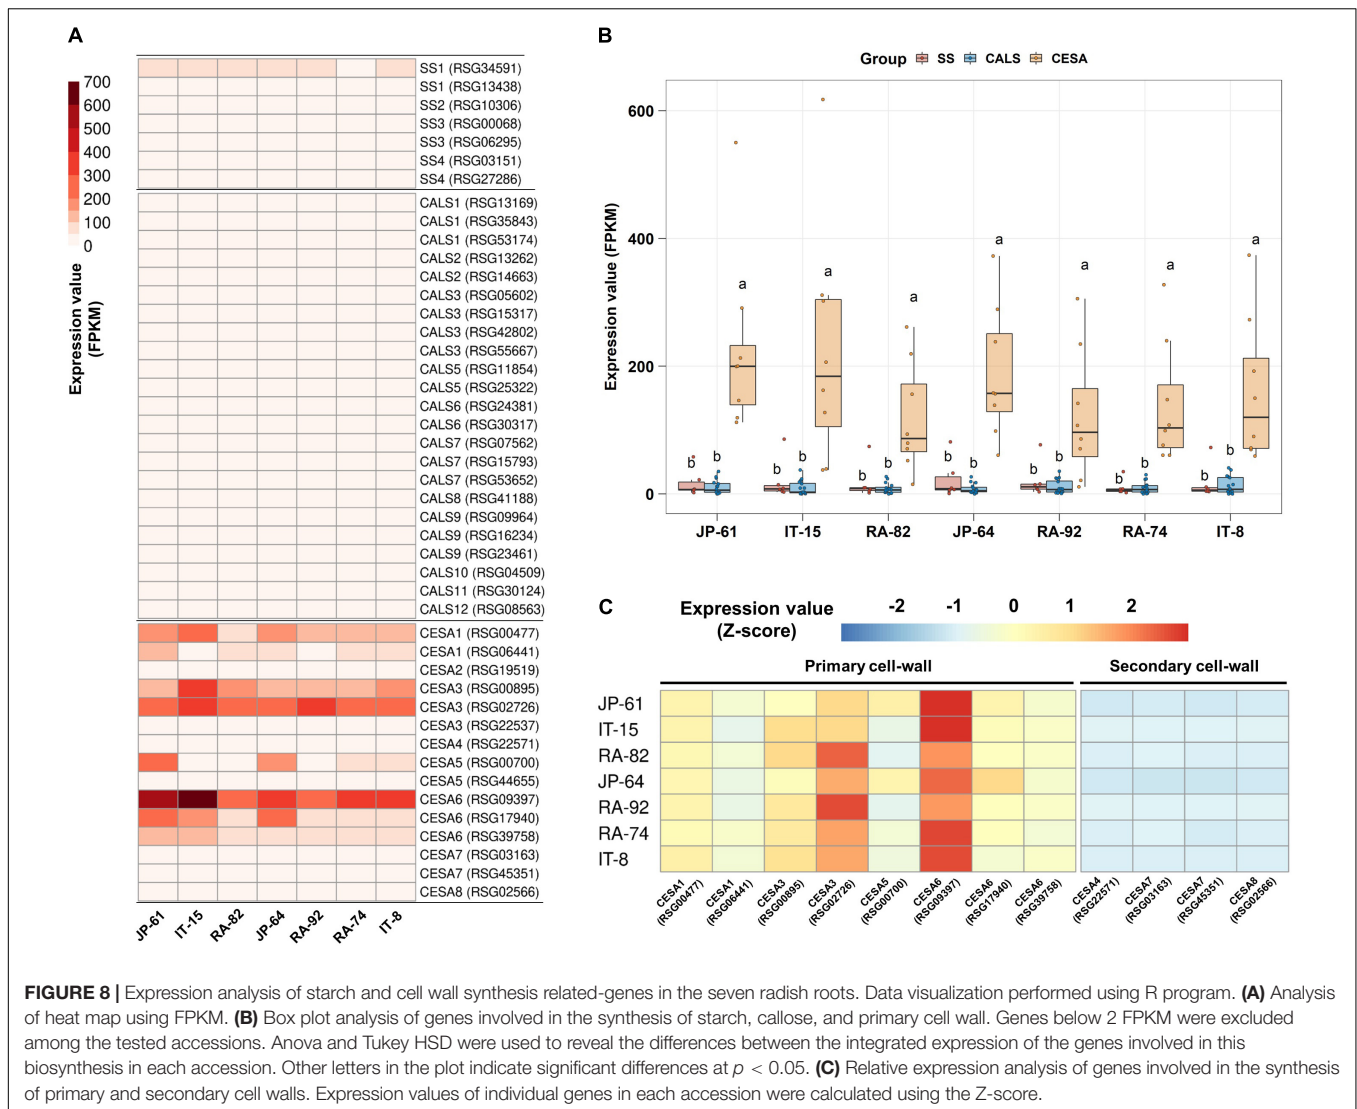 A
700
600
500
400
300
200
100
0
Expression value
(FPKM)
SS1 (RSG34591)
SS1 (RSG13438)
SS2 (RSG10306)
SS3 (RSG00068)
SS3 (RSG06295)
SS4 (RSG03151)
SS4 (RSG27286)
CALS1 (RSG13169)
CALS1 (RSG35843)
CALS1 (RSG53174)
CALS2 (RSG13262)
CALS2 (RSG14663)
CALS3 (RSG05602)
CALS3 (RSG15317)
CALS3 (RSG42802)
CALS3 (RSG55667)
CALS5 (RSG11854)
CALS5 (RSG25322)
CALS6 (RSG24381)
CALS6 (RSG30317)
CALS7 (RSG07562)
CALS7 (RSG15793)
CALS7 (RSG53652)
CALS8 (RSG41188)
CALS9 (RSG09964)
CALS9 (RSG16234)
CALS9 (RSG23461)
CALS10 (RSG04509)
CALS11 (RSG30124)
CALS12 (RSG08563)
CESA1 (RSG00477)
CESA1 (RSG06441)
CESA2 (RSG19519)
CESA3 (RSG00895)
CESA3 (RSG02726)
CESA3 (RSG22537)
CESA4 (RSG22571)
CESA5 (RSG00700)
CESA5 (RSG44655)
CESA6 (RSG09397)
CESA6 (RSG17940)
CESA6 (RSG39758)
CESA7 (RSG03163)
CESA7 (RSG45351)
CESA8 (RSG02566)
JP-61 IT-15 RA-82 JP-64 RA-92 RA-74 IT-8
B
Group SS CALS CESA
Expression value (FPKM)
600
400
200
0
a a a a a a a
b b b b b b b b b b b b b b
JP-61 IT-15 RA-82 JP-64 RA-92 RA-74 IT-8
C
Expression value
(Z-score)
-2 -1 0 1 2
Primary cell-wall Secondary cell-wall
JP-61
IT-15
RA-82
JP-64
RA-92
RA-74
IT-8
CESA1
(RSG00477)
CESA1
(RSG06441)
CESA3
(RSG00895)
CESA3
(RSG02726)
CESA5
(RSG00700)
CESA6
(RSG09397)
CESA6
(RSG17940)
CESA6
(RSG39758)
CESA4
(RSG22571)
CESA7
(RSG03163)
CESA7
(RSG45351)
CESA8
(RSG02566)
FIGURE 8 | Expression analysis of starch and cell wall synthesis related-genes in the seven radish roots. Data visualization performed using R program. (A) Analysis
of heat map using FPKM. (B) Box plot analysis of genes involved in the synthesis of starch, callose, and primary cell wall. Genes below 2 FPKM were excluded
among the tested accessions. Anova and Tukey HSD were used to reveal the differences between the integrated expression of the genes involved in this
biosynthesis in each accession. Other letters in the plot indicate significant differences at p < 0.05. (C) Relative expression analysis of genes involved in the synthesis
of primary and secondary cell walls. Expression values of individual genes in each accession were calculated using the Z-score.